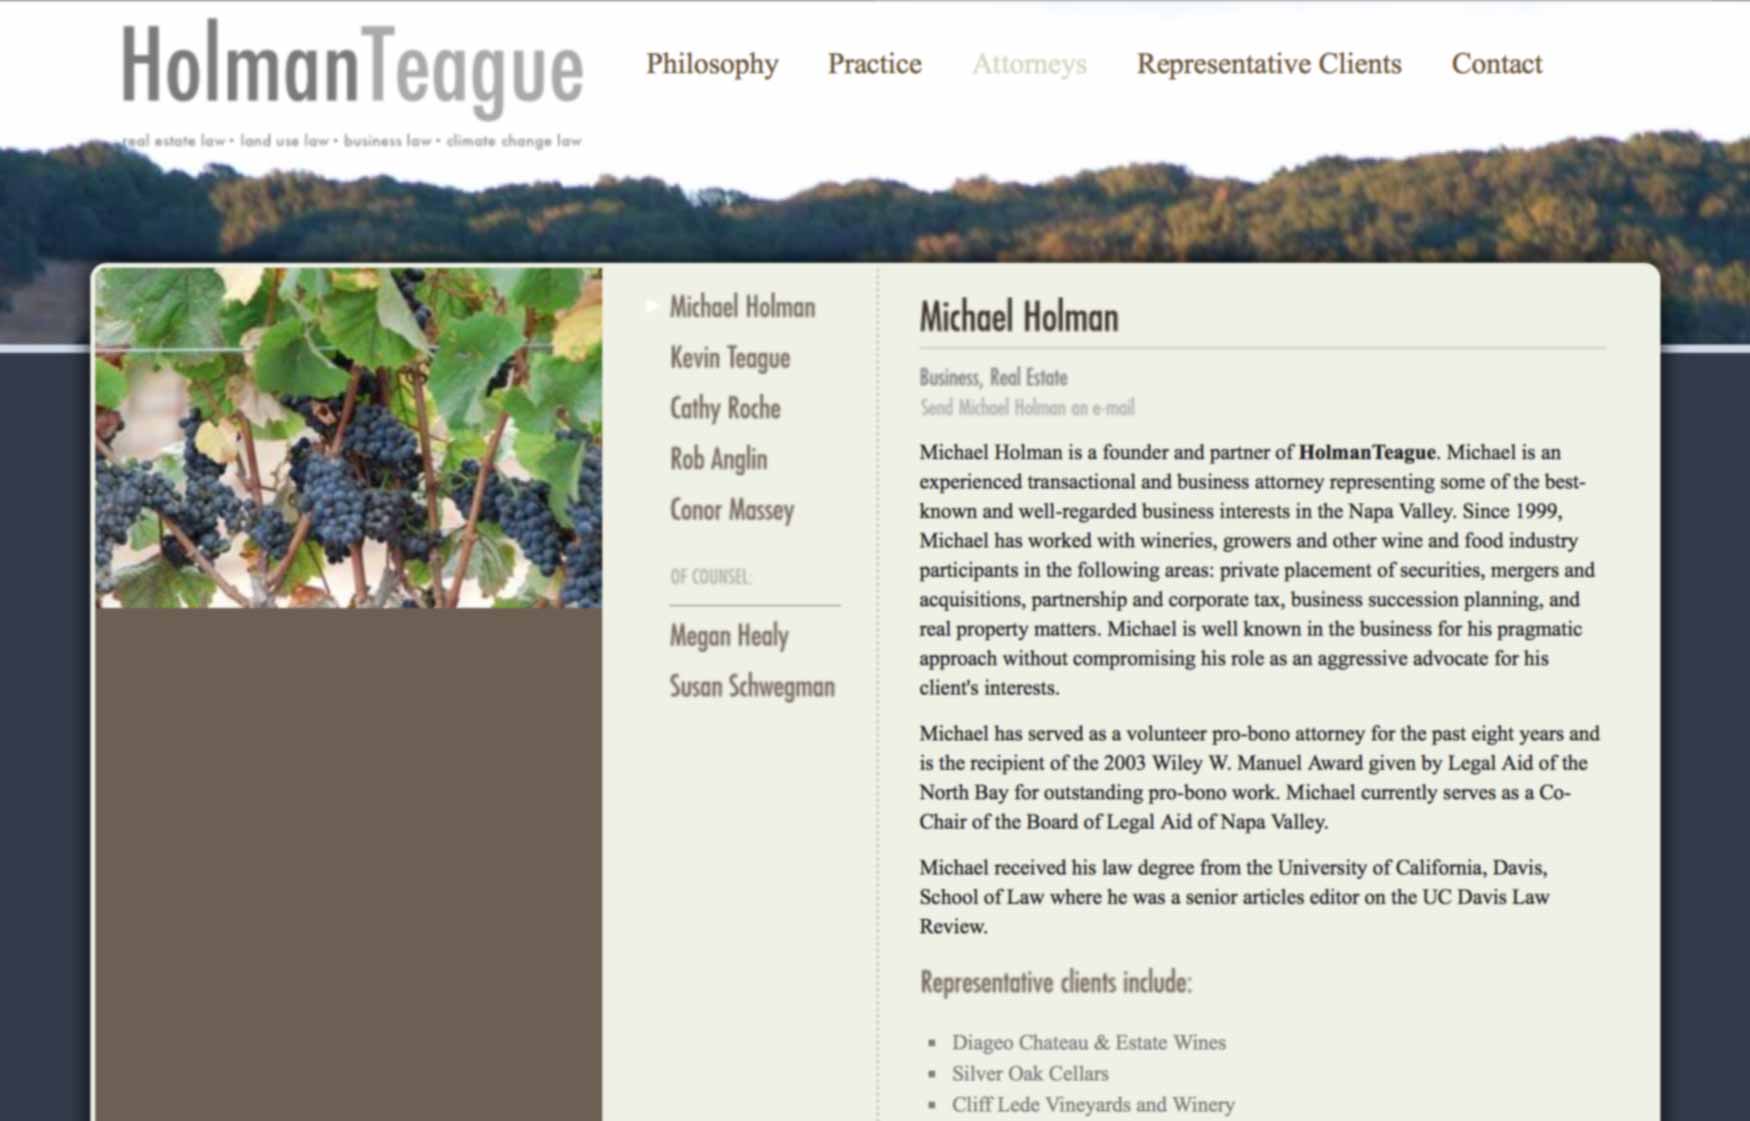 HolmanTeague
real estate law • land use law • business law • climate change law
Philosophy
Practice
Attorneys
Representative Clients
Contact
Michael Holman
Kevin Teague
Cathy Roche
Rob Anglin
Conor Massey
OF COUNSEL:
Megan Healy
Susan Schwegman
Michael Holman
Business, Real Estate
Send Michael Holman an e-mail
Michael Holman is a founder and partner of HolmanTeague. Michael is an
experienced transactional and business attorney representing some of the best-
known and well-regarded business interests in the Napa Valley. Since 1999,
Michael has worked with wineries, growers and other wine and food industry
participants in the following areas: private placement of securities, mergers and
acquisitions, partnership and corporate tax, business succession planning, and
real property matters. Michael is well known in the business for his pragmatic
approach without compromising his role as an aggressive advocate for his
client's interests.
Michael has served as a volunteer pro-bono attorney for the past eight years and
is the recipient of the 2003 Wiley W. Manuel Award given by Legal Aid of the
North Bay for outstanding pro-bono work. Michael currently serves as a Co-
Chair of the Board of Legal Aid of Napa Valley.
Michael received his law degree from the University of California, Davis,
School of Law where he was a senior articles editor on the UC Davis Law
Review.
Representative clients include:
▪ Diageo Chateau & Estate Wines
▪ Silver Oak Cellars
▪ Cliff Lede Vineyards and Winery